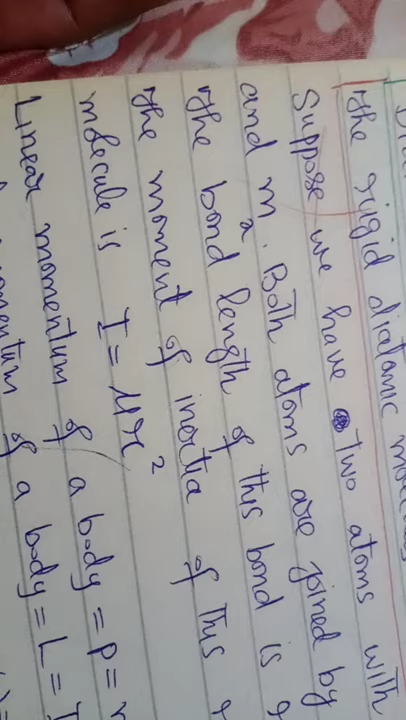 The rigid diatomic
Suppose we have Two atoms with
and m2. Both atoms are joined by
The bond length of this bond is
The moment of inertia of This
molecule is I = μr²
Linear momentum of a body = P =
of a body = L =